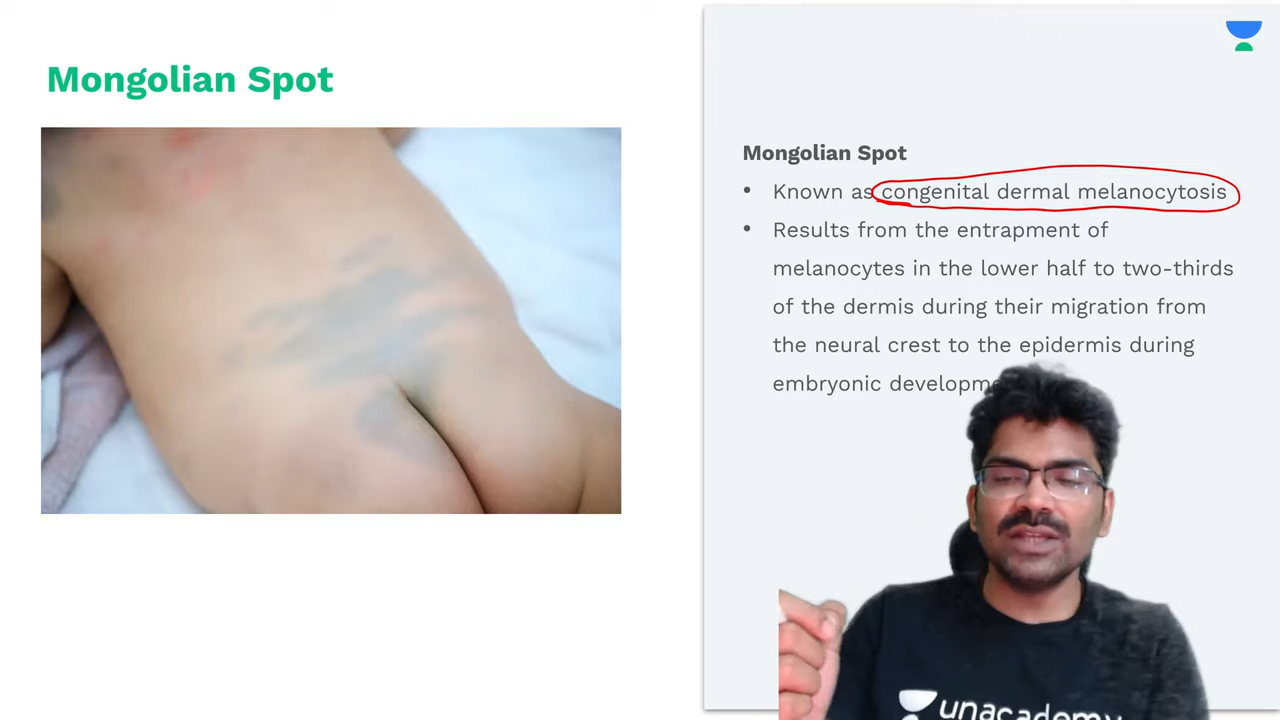 Mongolian Spot
Mongolian Spot
• Known as congenital dermal melanocytosis
• Results from the entrapment of
melanocytes in the lower half to two-thirds
of the dermis during their migration from
the neural crest to the epidermis during
embryonic
unacademy